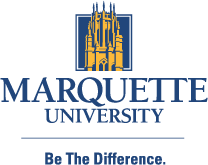 MARQUETTE
UNIVERSITY
Be The Difference.